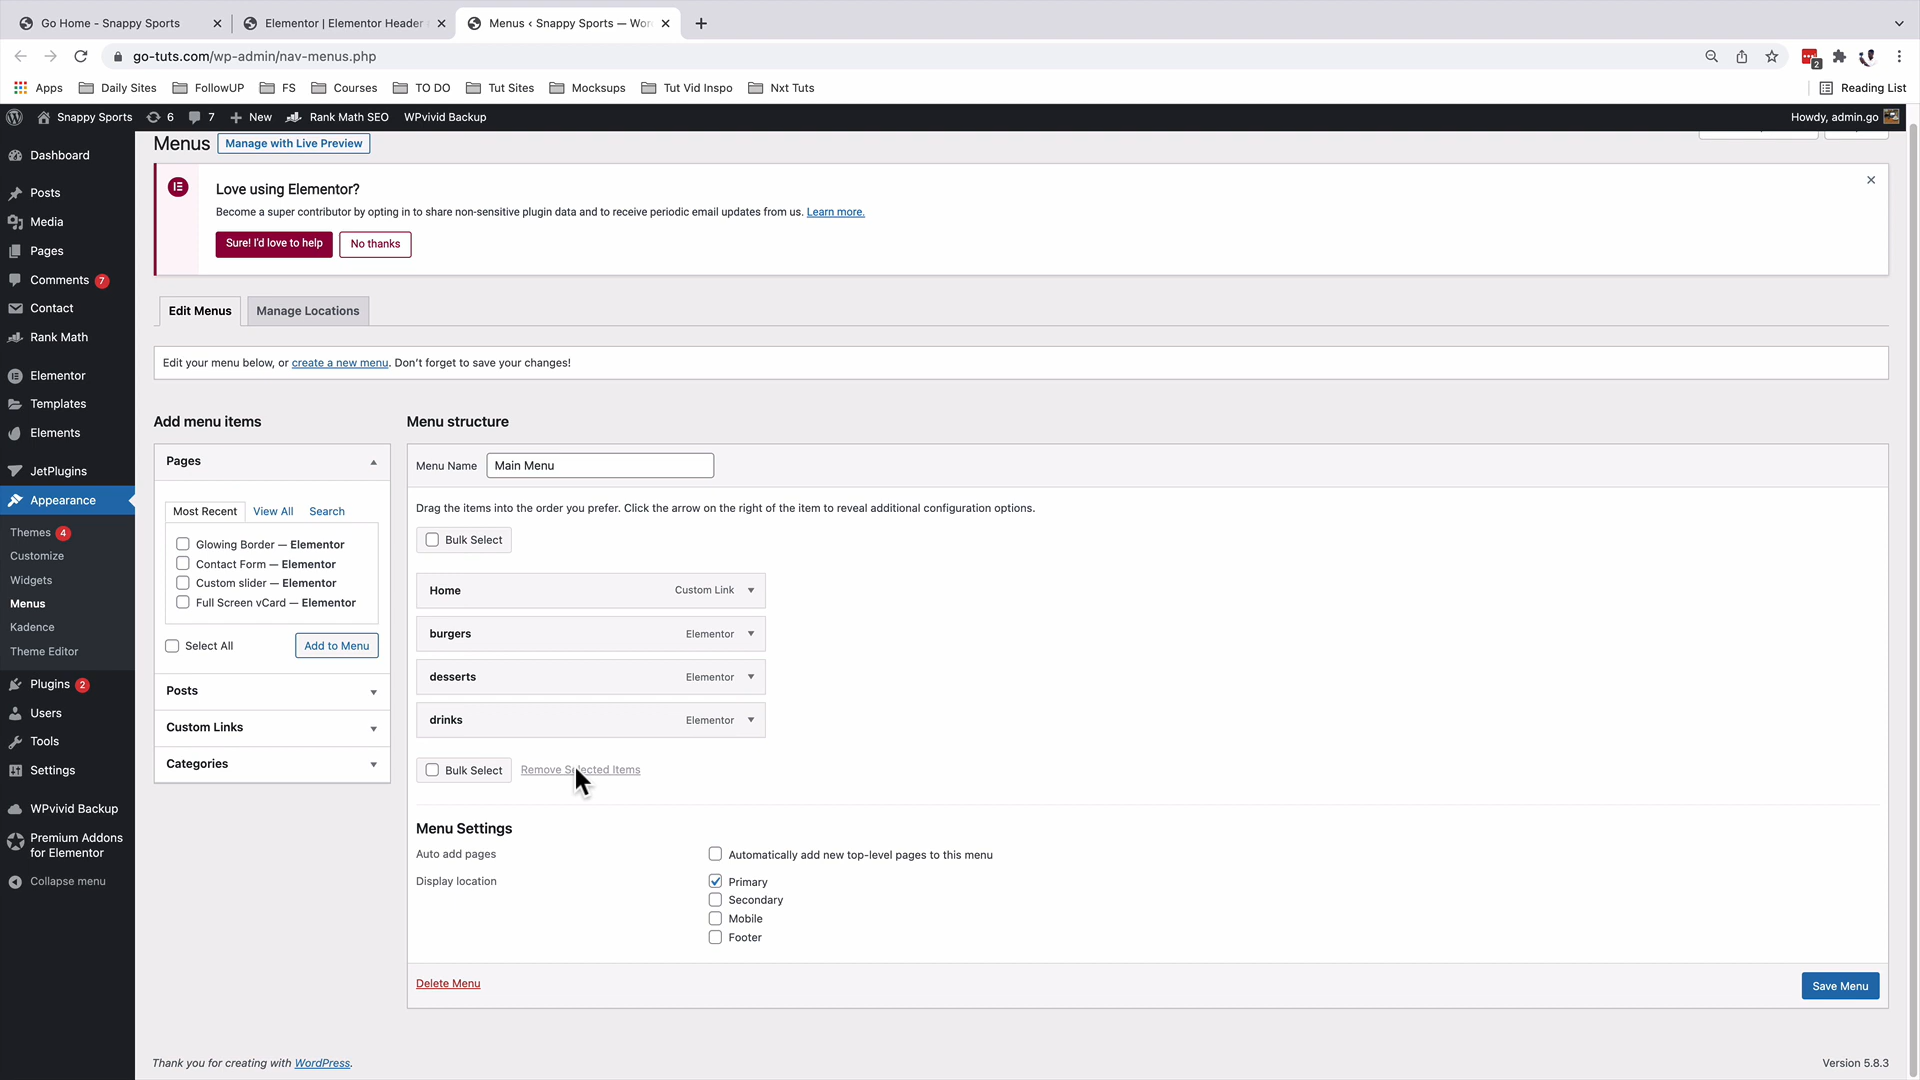 Go Home - Snappy Sports
Elementor | Elementor Header
Menus ‹ Snappy Sports — Wor
go-tuts.com/wp-admin/nav-menus.php
2
Apps
Daily Sites
FollowUP
FS
Courses
TO DO
Tut Sites
Mocksups
Tut Vid Inspo
Nxt Tuts
Reading List
Snappy Sports
6
7
New
Rank Math SEO
WPvivid Backup
Howdy, admin.go
Menus
Manage with Live Preview
Love using Elementor?
Become a super contributor by opting in to share non-sensitive plugin data and to receive periodic email updates from us. Learn more.
Sure! I'd love to help
No thanks
Dashboard
Posts
Media
Pages
Comments 7
Contact
Rank Math
Elementor
Templates
Elements
JetPlugins
Appearance
Themes 4
Customize
Widgets
Menus
Kadence
Theme Editor
Plugins 2
Users
Tools
Settings
WPvivid Backup
Premium Addons
for Elementor
Collapse menu
Edit Menus
Manage Locations
Edit your menu below, or create a new menu. Don't forget to save your changes!
Add menu items
Pages
Most Recent
View All
Search
Glowing Border — Elementor
Contact Form — Elementor
Custom slider — Elementor
Full Screen vCard — Elementor
Select All
Add to Menu
Posts
Custom Links
Categories
Menu structure
Menu Name
Main Menu
Drag the items into the order you prefer. Click the arrow on the right of the item to reveal additional configuration options.
Bulk Select
Home
Custom Link
burgers
Elementor
desserts
Elementor
drinks
Elementor
Bulk Select
Remove Selected Items
Menu Settings
Auto add pages
Automatically add new top-level pages to this menu
Display location
Primary
Secondary
Mobile
Footer
Delete Menu
Save Menu
Thank you for creating with WordPress.
Version 5.8.3